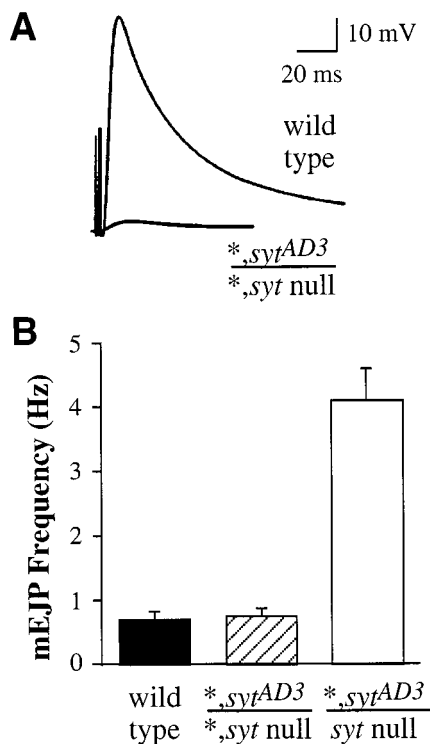 A
10 mV
20 ms
wild
type
*,sytAD3
*,syt null
B
mEJP Frequency (Hz)
5
4
3
2
1
0
wild
type
*,sytAD3
*,syt null
*,sytAD3
syt null